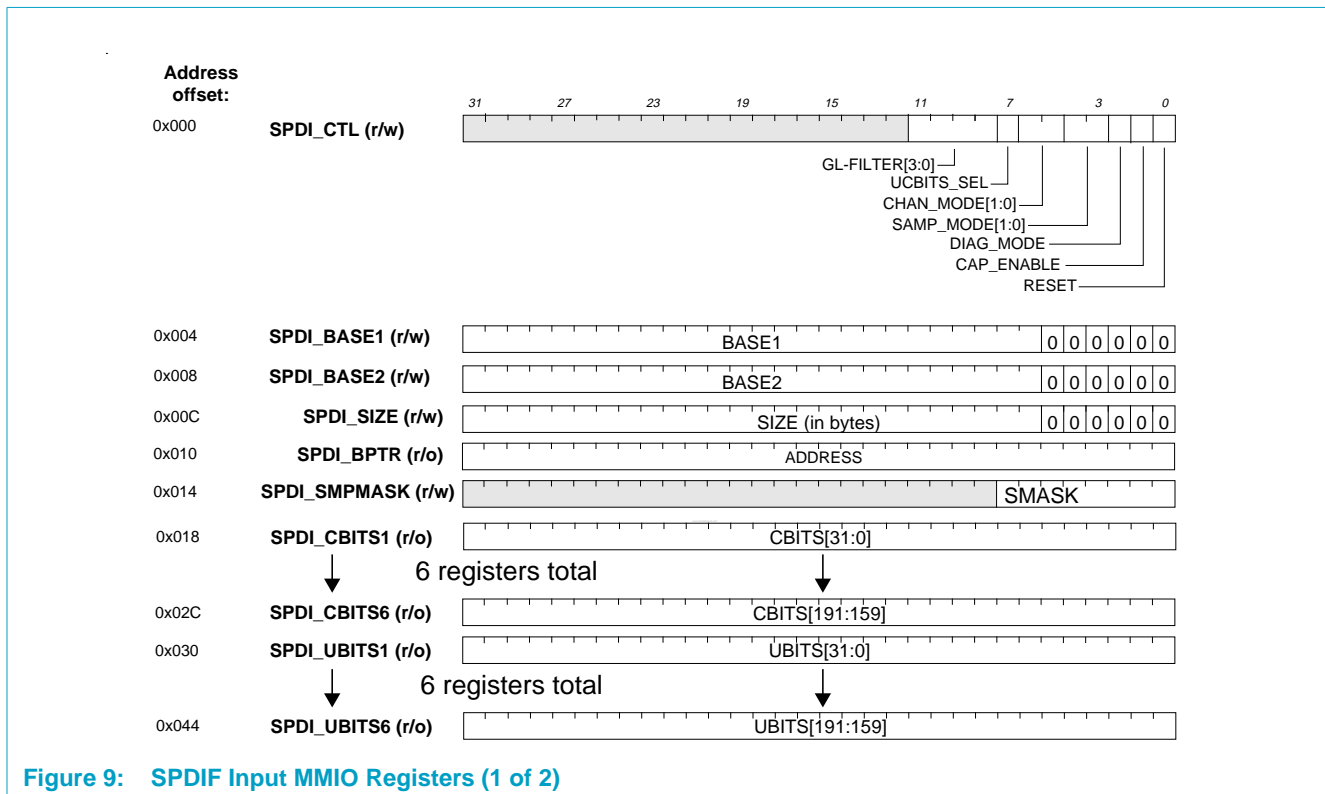 Address
offset:
31 27 23 19 15 11 7 3 0
0x000 SPDI_CTL (r/w)
GL-FILTER[3:0]
UCBITS_SEL
CHAN_MODE[1:0]
SAMP_MODE[1:0]
DIAG_MODE
CAP_ENABLE
RESET
0x004 SPDI_BASE1 (r/w) BASE1 0 0 0 0 0 0
0x008 SPDI_BASE2 (r/w) BASE2 0 0 0 0 0 0
0x00C SPDI_SIZE (r/w) SIZE (in bytes) 0 0 0 0 0 0
0x010 SPDI_BPTR (r/o) ADDRESS
0x014 SPDI_SMPMASK (r/w) SMASK
0x018 SPDI_CBITS1 (r/o) CBITS[31:0]
6 registers total
0x02C SPDI_CBITS6 (r/o) CBITS[191:159]
0x030 SPDI_UBITS1 (r/o) UBITS[31:0]
6 registers total
0x044 SPDI_UBITS6 (r/o) UBITS[191:159]
Figure 9: SPDIF Input MMIO Registers (1 of 2)